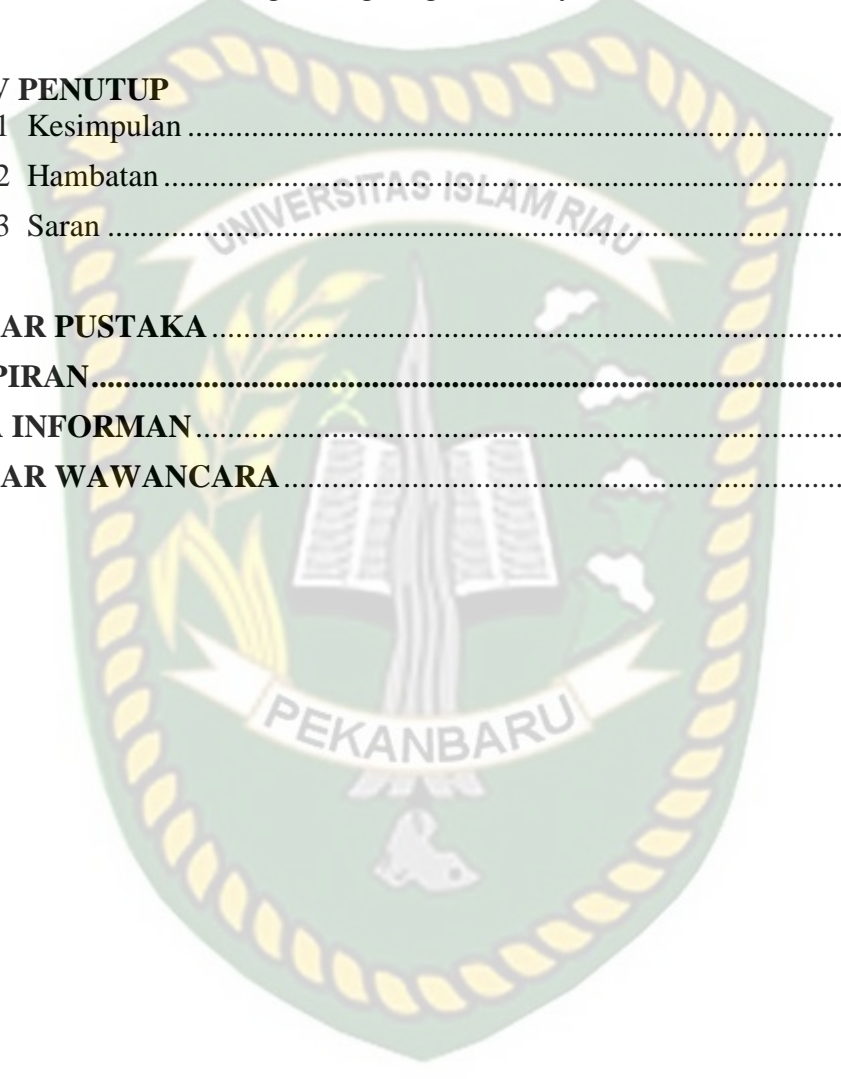 V PENUTUP
1 Kesimpulan ...............................................................................
2 Hambatan ...............................................................................
3 Saran ...............................................................................
AR PUSTAKA ...............................................................................
PIRAN...............................................................................
A INFORMAN ...............................................................................
AR WAWANCARA ...............................................................................
UNIVERSITAS ISLAM RIAU
PEKANBARU